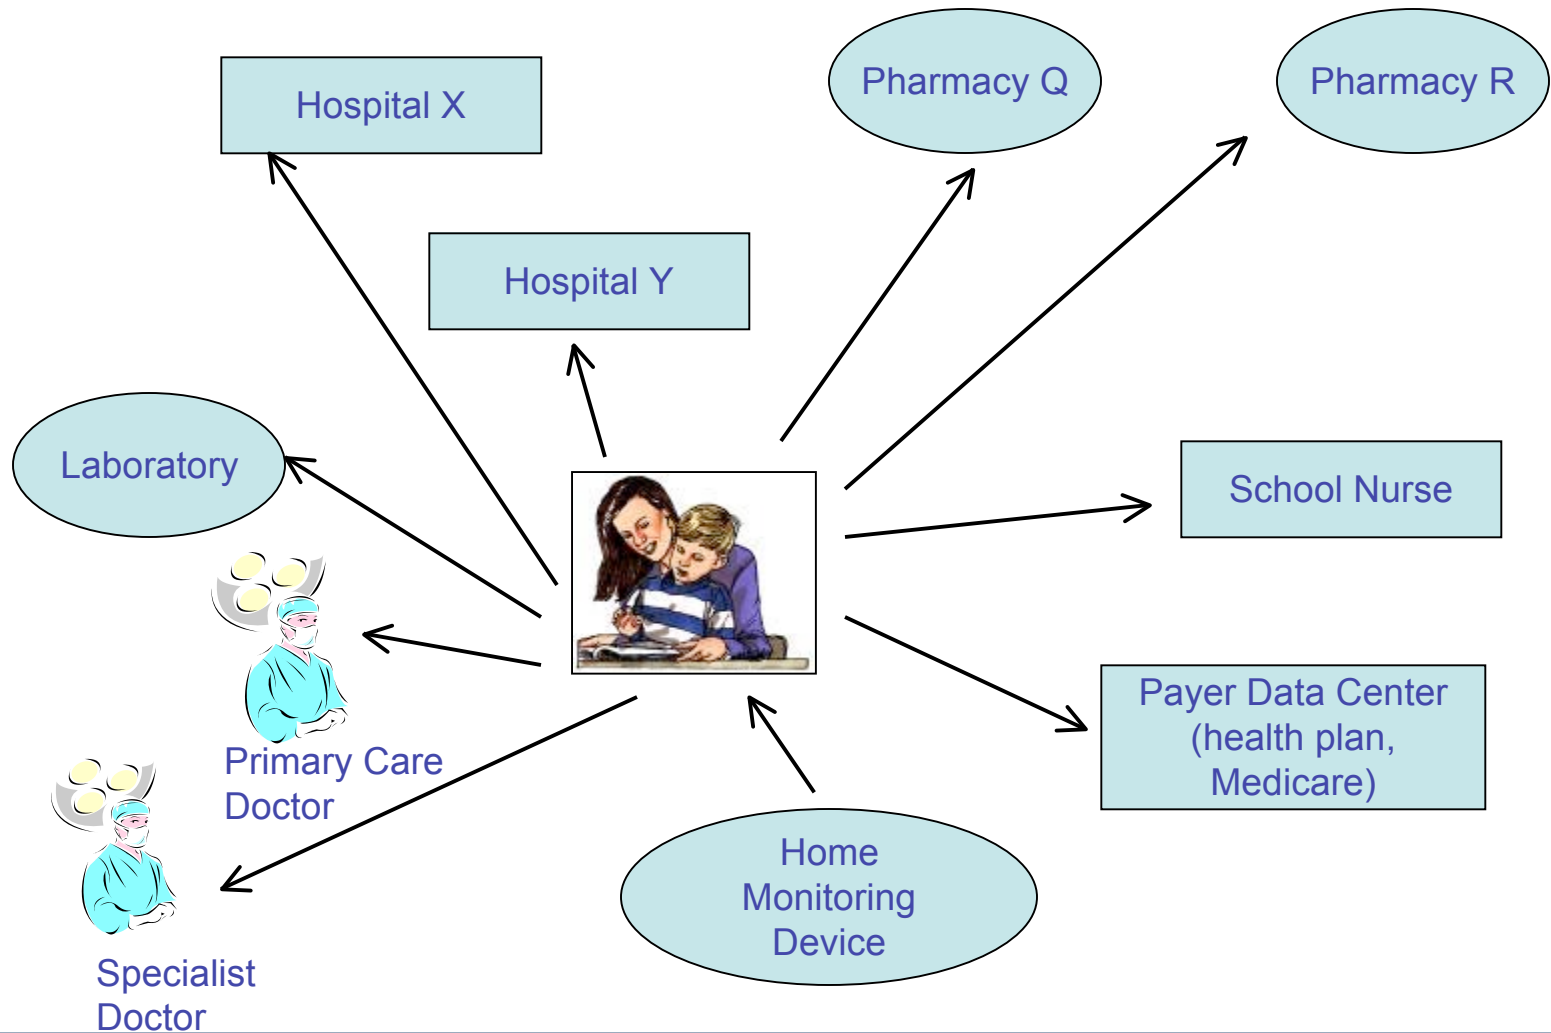 Pharmacy Q
Pharmacy R
Hospital X
Hospital Y
Laboratory
School Nurse
Payer Data Center
(health plan,
Medicare)
Primary Care
Doctor
Home
Monitoring
Device
Specialist
Doctor